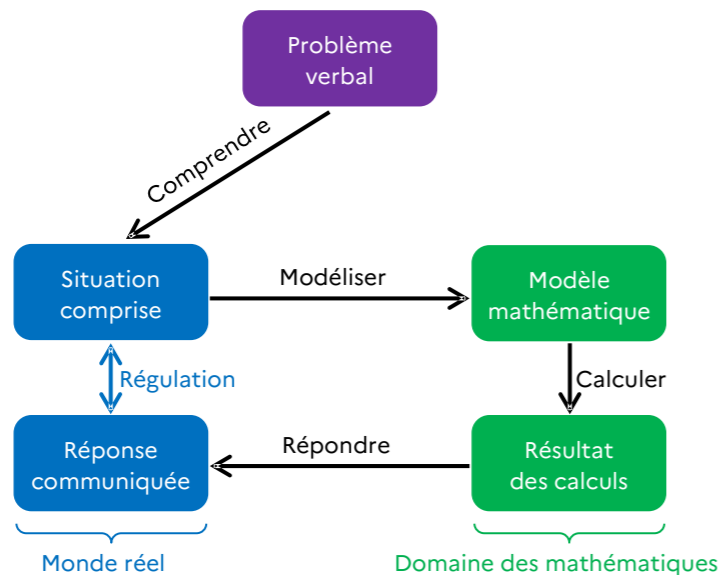 Problème
verbal
Comprendre
Situation
comprise
Modéliser
Modèle
mathématique
Régulation
Calculer
Réponse
communiquée
Répondre
Résultat
des calculs
Monde réel
Domaine des mathématiques